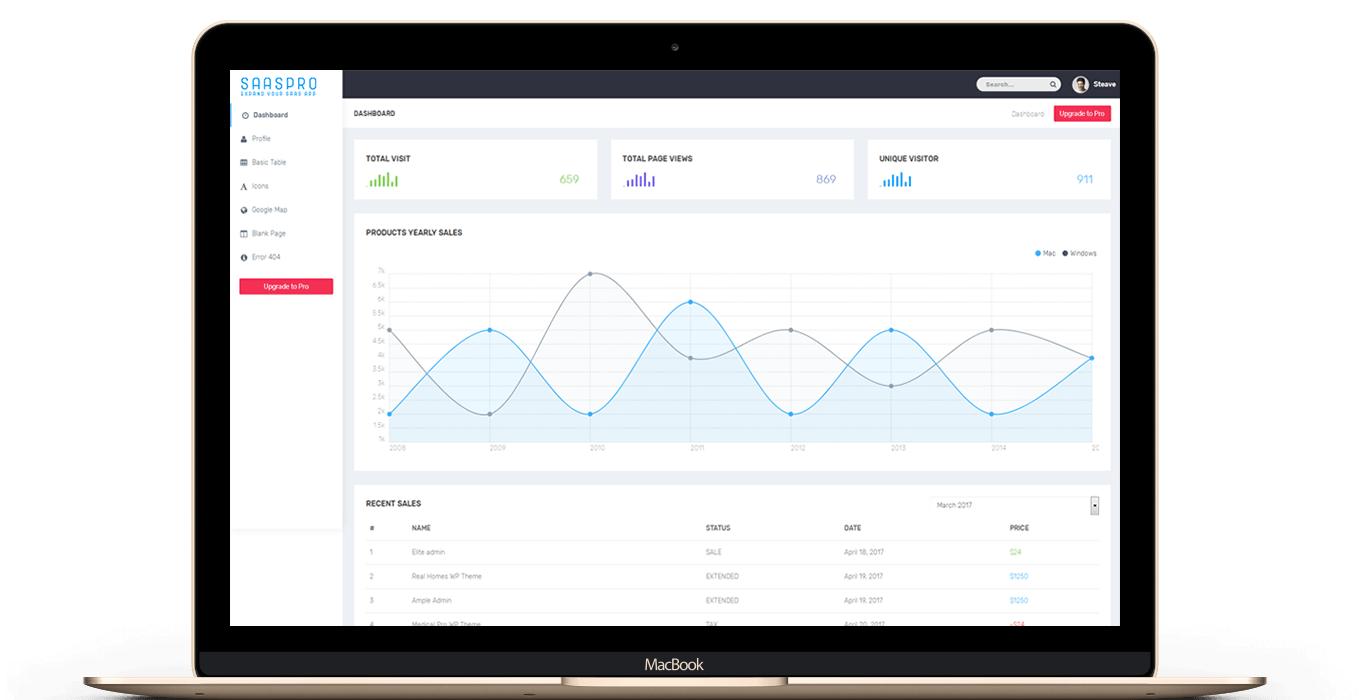 SAASPRO
EXPAND YOUR SAAS APP
Search...
Steave
Dashboard
Profile
Basic Table
Icons
Google Map
Blank Page
Error 404
Upgrade to Pro
DASHBOARD
Dashboard
Upgrade to Pro
TOTAL VISIT
659
TOTAL PAGE VIEWS
869
UNIQUE VISITOR
911
PRODUCTS YEARLY SALES
Mac Windows
7k
6.5k
6k
5.5k
5k
4.5k
4k
3.5k
3k
2.5k
2k
1.5k
1k
2008 2009 2010 2011 2012 2013 2014 20
RECENT SALES
March 2017
# NAME STATUS DATE PRICE
1 Elite admin SALE April 18, 2017 $24
2 Real Homes WP Theme EXTENDED April 19, 2017 $1250
3 Ample Admin EXTENDED April 19, 2017 $1250
4 Medical Pro WP Theme TAX April 20, 2017 -$24
MacBook